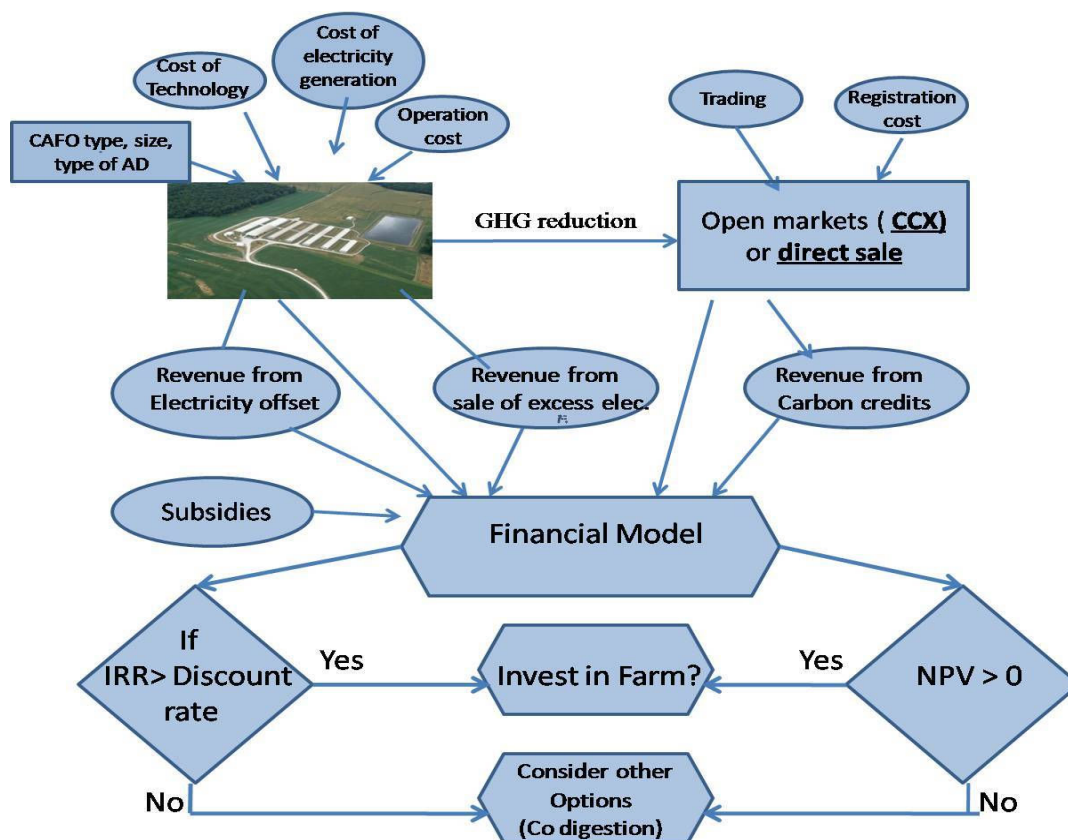 Cost of
electricity
generation
Cost of
Technology
Operation
cost
CAFO type, size,
type of AD
Trading
Registration
cost
GHG reduction
Open markets ( CCX)
or direct sale
Revenue from
Electricity offset
Revenue from
sale of excess elec.
Revenue from
Carbon credits
Subsidies
Financial Model
If
IRR> Discount
rate
Yes
Invest in Farm?
Yes
NPV > 0
No
Consider other
Options
(Co digestion)
No